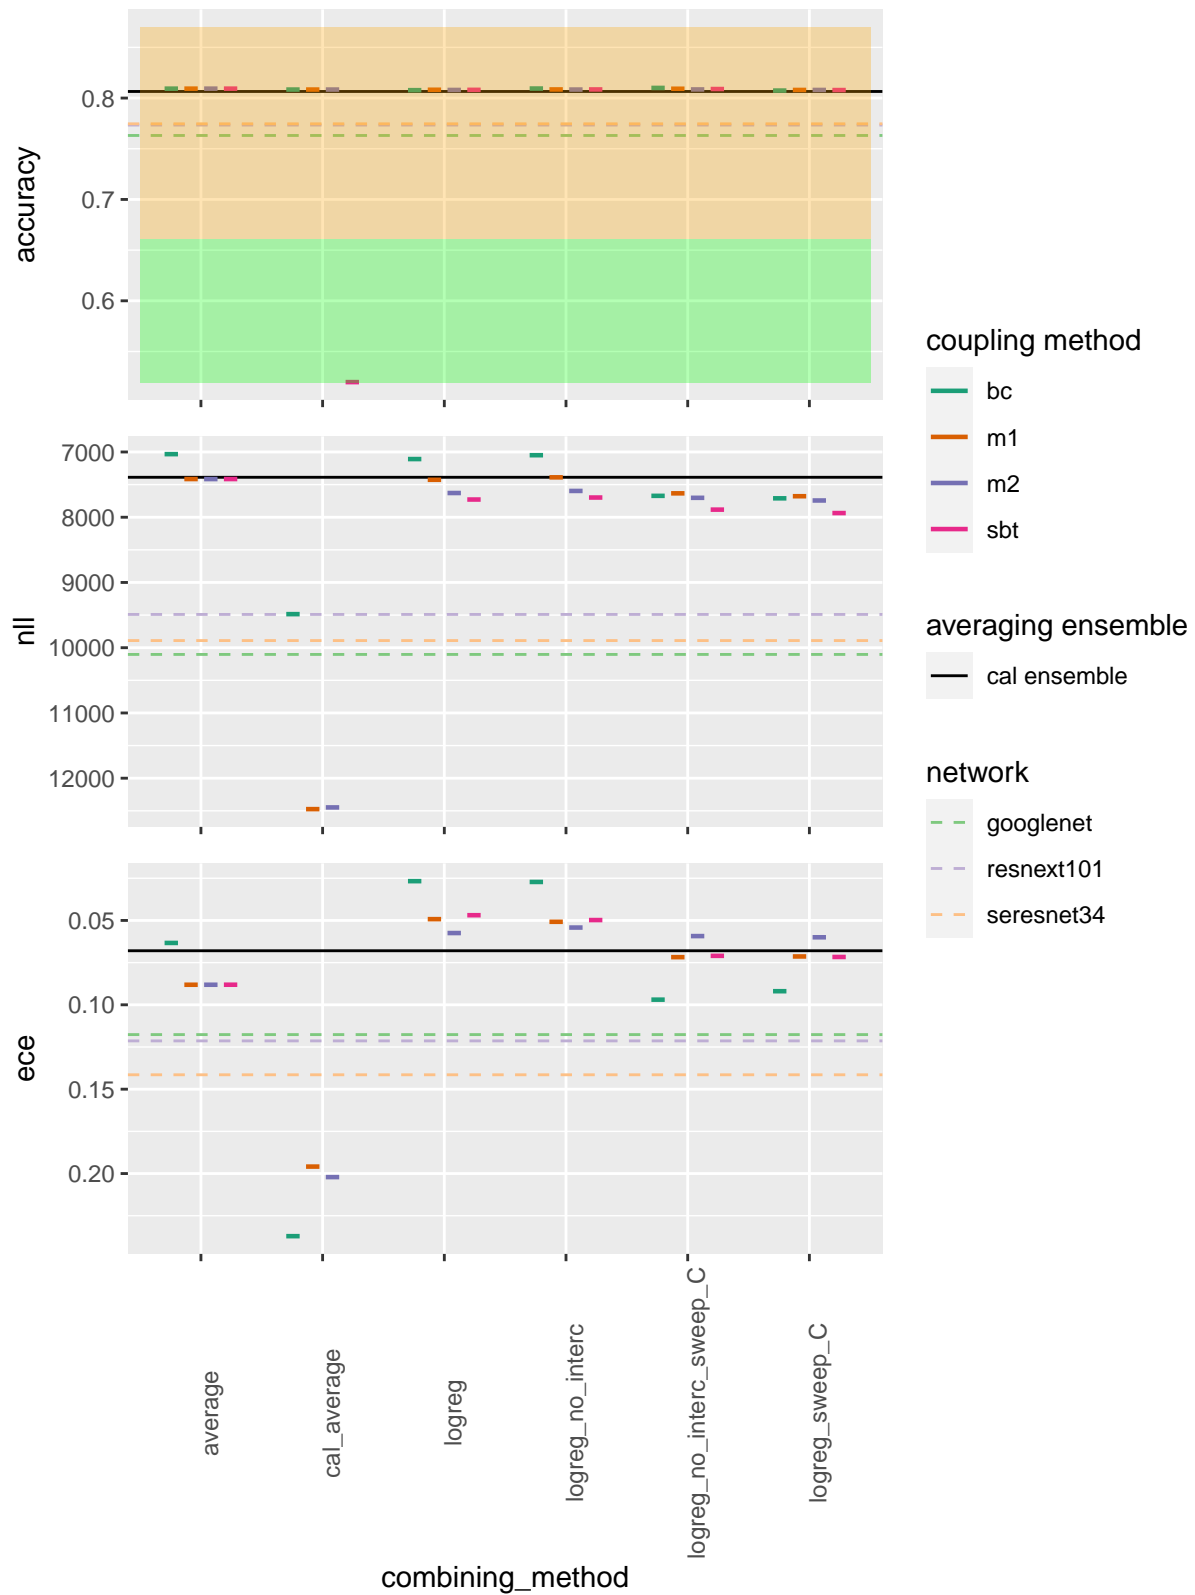 accuracy
0.8
0.7
0.6
nll
7000
8000
9000
10000
11000
12000
ece
0.05
0.10
0.15
0.20
average
cal_average
logreg
logreg_no_interc
logreg_no_interc_sweep_C
logreg_sweep_C
combining_method
coupling method
bc
m1
m2
sbt
averaging ensemble
cal ensemble
network
googlenet
resnext101
seresnet34